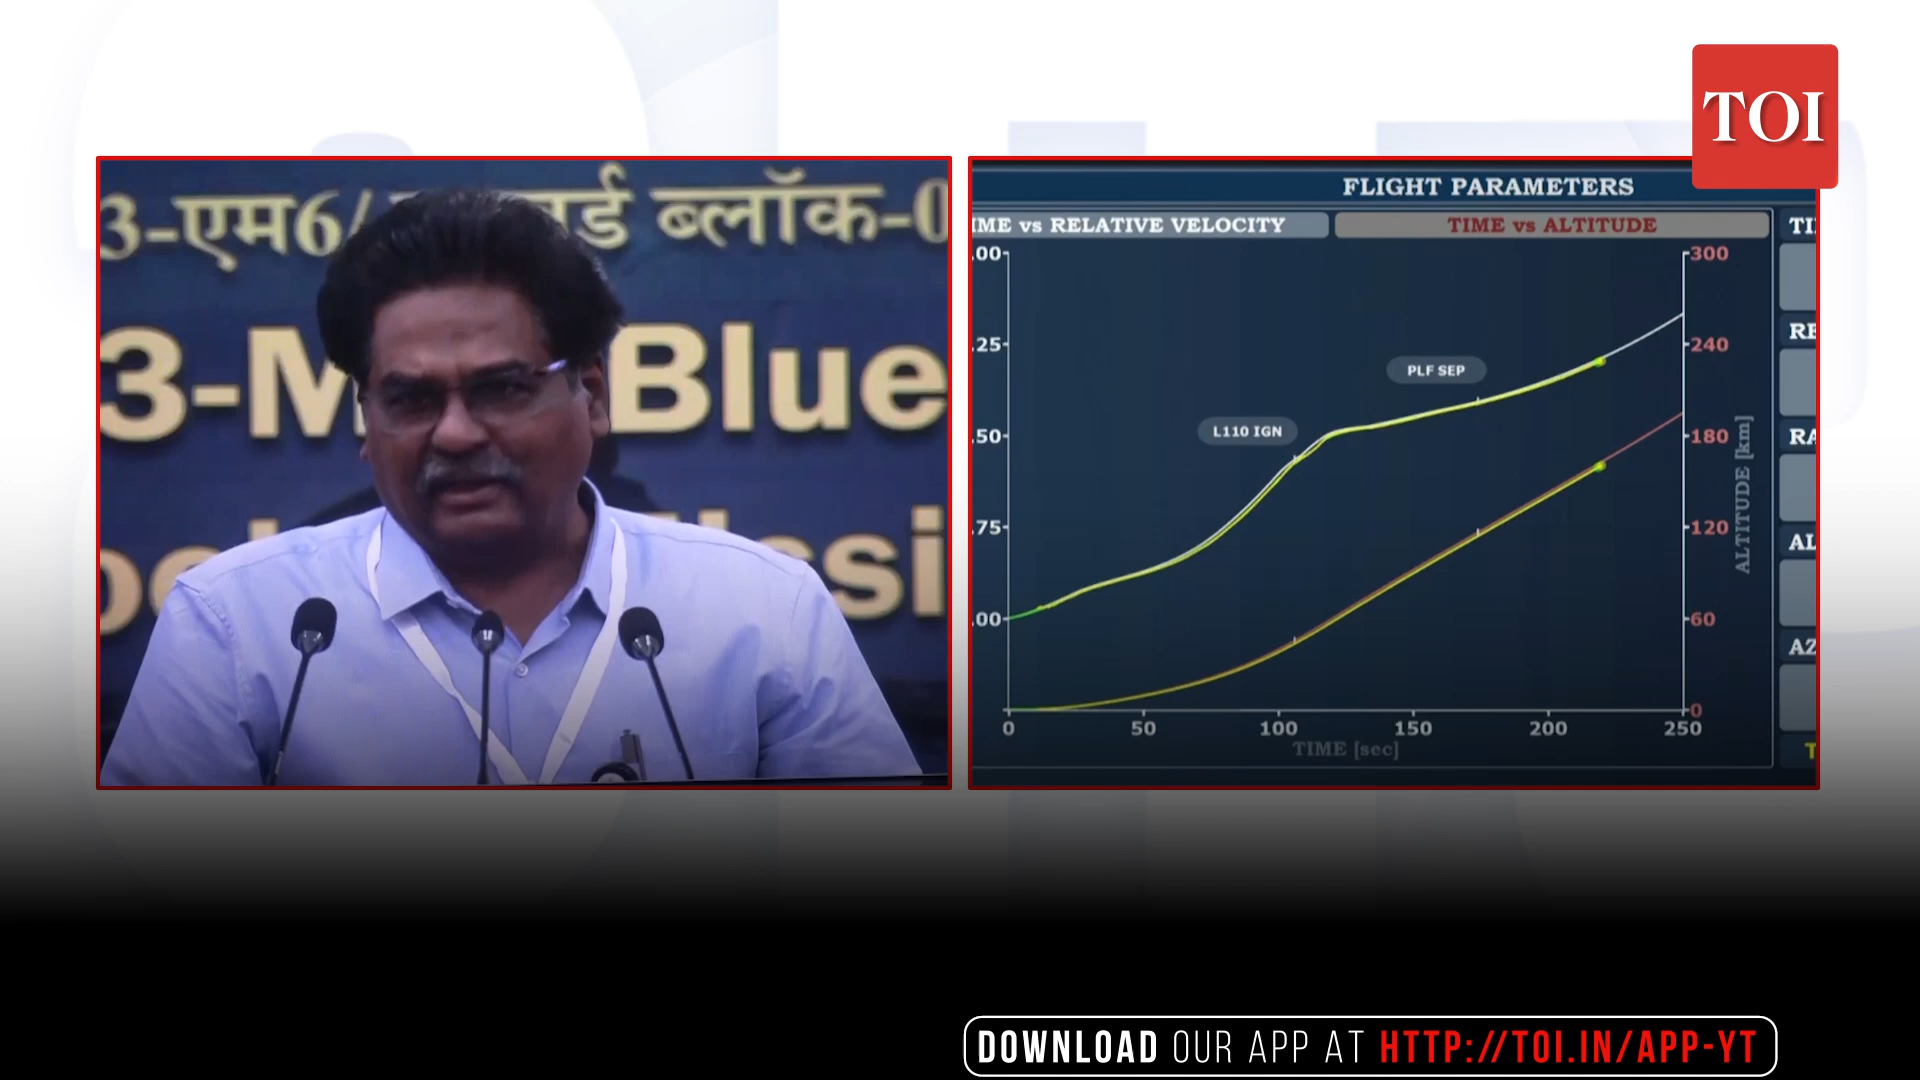 TOI
3-एम6/
ब्लॉक-0
3-M
Blue
FLIGHT PARAMETERS
IME vs RELATIVE VELOCITY
TIME vs ALTITUDE
TI
.00
300
RE
.25
240
PLF SEP
L110 IGN
.50
180
RA
ALTITUDE [km]
.75
120
AL
.00
60
AZ
0
0 50 100 150 200 250
TIME [sec]
T
DOWNLOAD OUR APP AT HTTP://TOI.IN/APP-YT